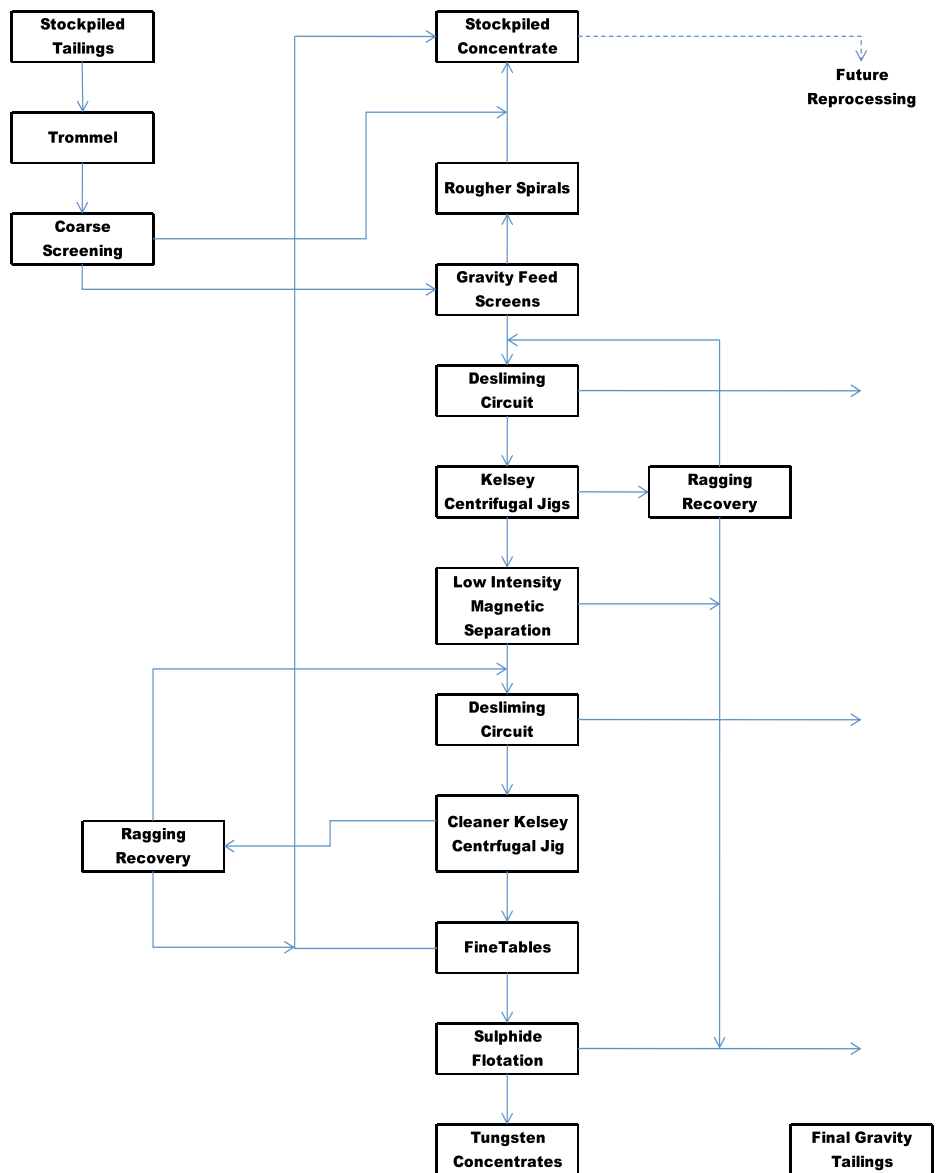 Stockpiled
Tailings
Stockpiled
Concentrate
Future
Reprocessing
Trommel
Rougher Spirals
Coarse
Screening
Gravity Feed
Screens
Desliming
Circuit
Kelsey
Centrifugal Jigs
Ragging
Recovery
Low Intensity
Magnetic
Separation
Desliming
Circuit
Cleaner Kelsey
Centrfugal Jig
Ragging
Recovery
FineTables
Sulphide
Flotation
Tungsten
Concentrates
Final Gravity
Tailings